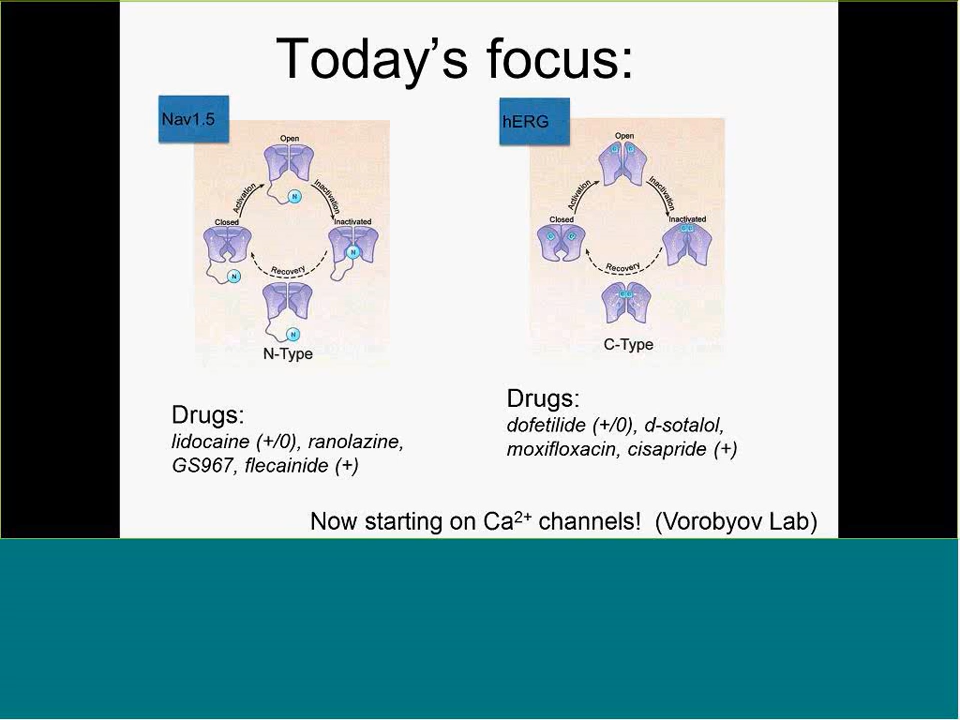 Today's focus:
Nav1.5
Open
N
Activation
Inactivation
Closed
Inactivated
N
N
Recovery
N
N-Type
Drugs:
lidocaine (+/0), ranolazine,
GS967, flecainide (+)
hERG
Open
Activation
Inactivation
Closed
Inactivated
Recovery
C-Type
Drugs:
dofetilide (+/0), d-sotalol,
moxifloxacin, cisapride (+)
Now starting on Ca²⁺ channels! (Vorobyov Lab)